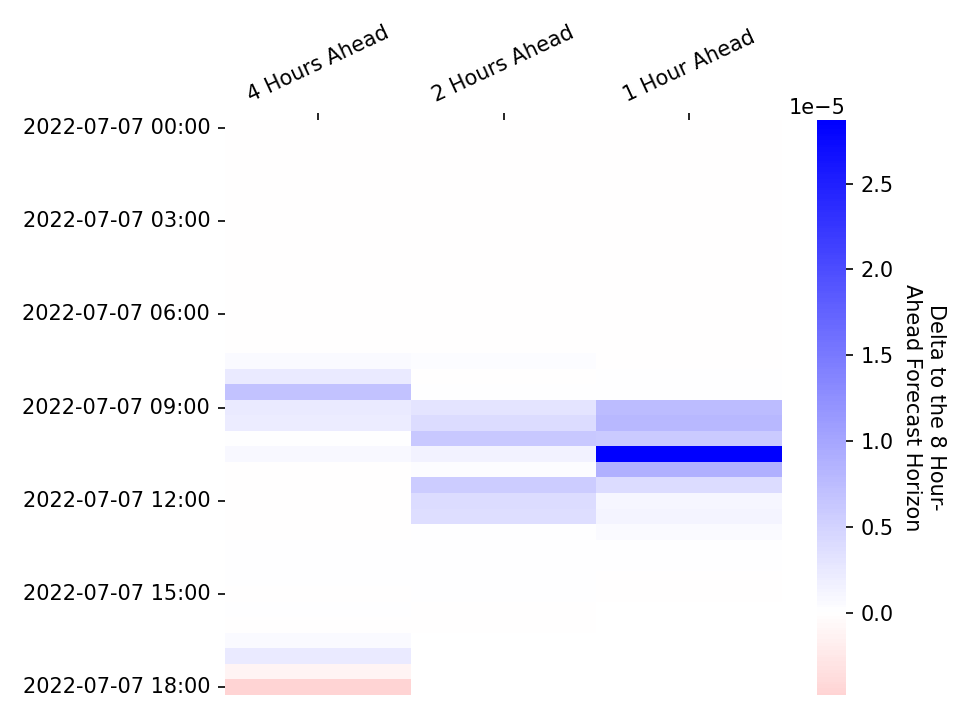 4 Hours Ahead
2 Hours Ahead
1 Hour Ahead
1e−5
2022-07-07 00:00
2022-07-07 03:00
2022-07-07 06:00
2022-07-07 09:00
2022-07-07 12:00
2022-07-07 15:00
2022-07-07 18:00
2.5
2.0
1.5
1.0
0.5
0.0
Delta to the 8 Hour-
Ahead Forecast Horizon